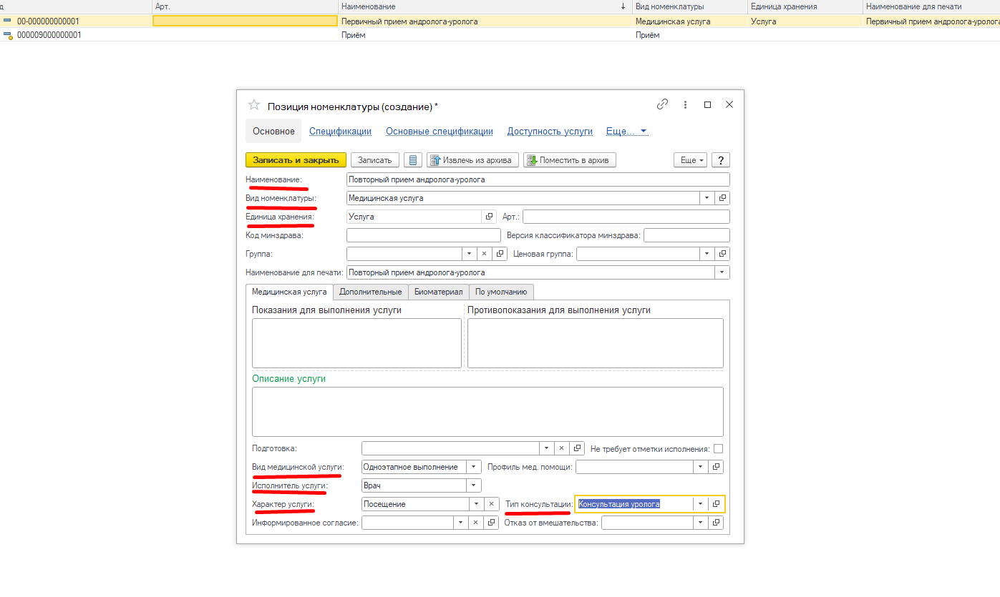 д Арт. Наименование ↓ Вид номенклатуры Единица хранения Наименование для печати
00-000000000001 Первичный прием андролога-уролога Медицинская услуга Услуга Первичный прием андролога-уролога
000009000000001 Приём Приём
Позиция номенклатуры (создание) *
Основное Спецификации Основные спецификации Доступность услуги Еще...
Записать и закрыть Записать Извлечь из архива Поместить в архив Еще ?
Наименование: Повторный прием андролога-уролога
Вид номенклатуры: Медицинская услуга
Единица хранения: Услуга Арт.:
Код минздрава: Версия классификатора минздрава:
Группа: Ценовая группа:
Наименование для печати: Повторный прием андролога-уролога
Медицинская услуга Дополнительные Биоматериал По умолчанию
Показания для выполнения услуги Противопоказания для выполнения услуги
Описание услуги
Подготовка: Не требует отметки исполнения:
Вид медицинской услуги: Одноэтапное выполнение Профиль мед. помощи:
Исполнитель услуги: Врач
Характер услуги: Посещение Тип консультации: Консультация уролога
Информированное согласие: Отказ от вмешательства: